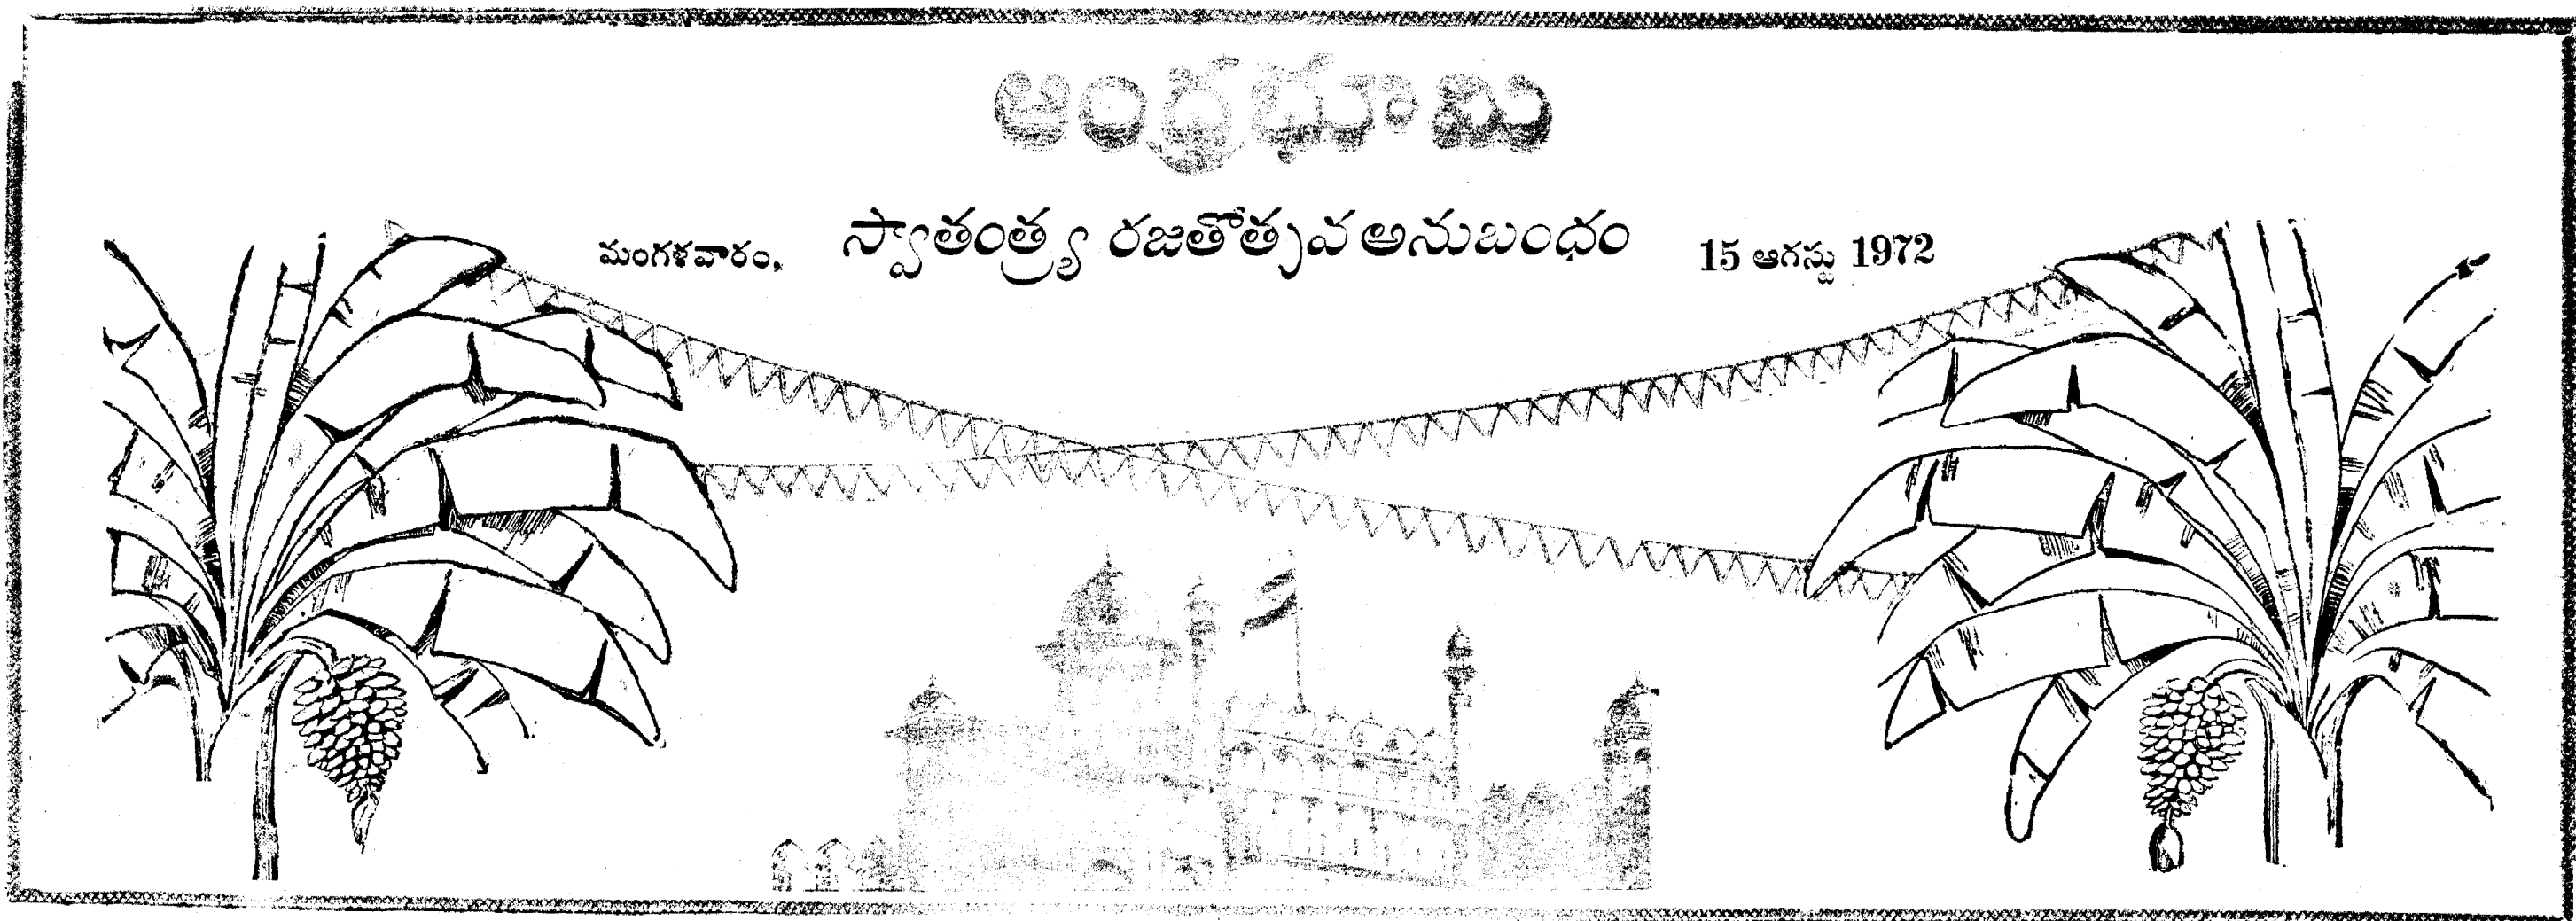 ఆంధ్రభూమి
మంగళవారం, స్వాతంత్ర్య రజతోత్సవ అనుబంధం 15 ఆగస్టు 1972